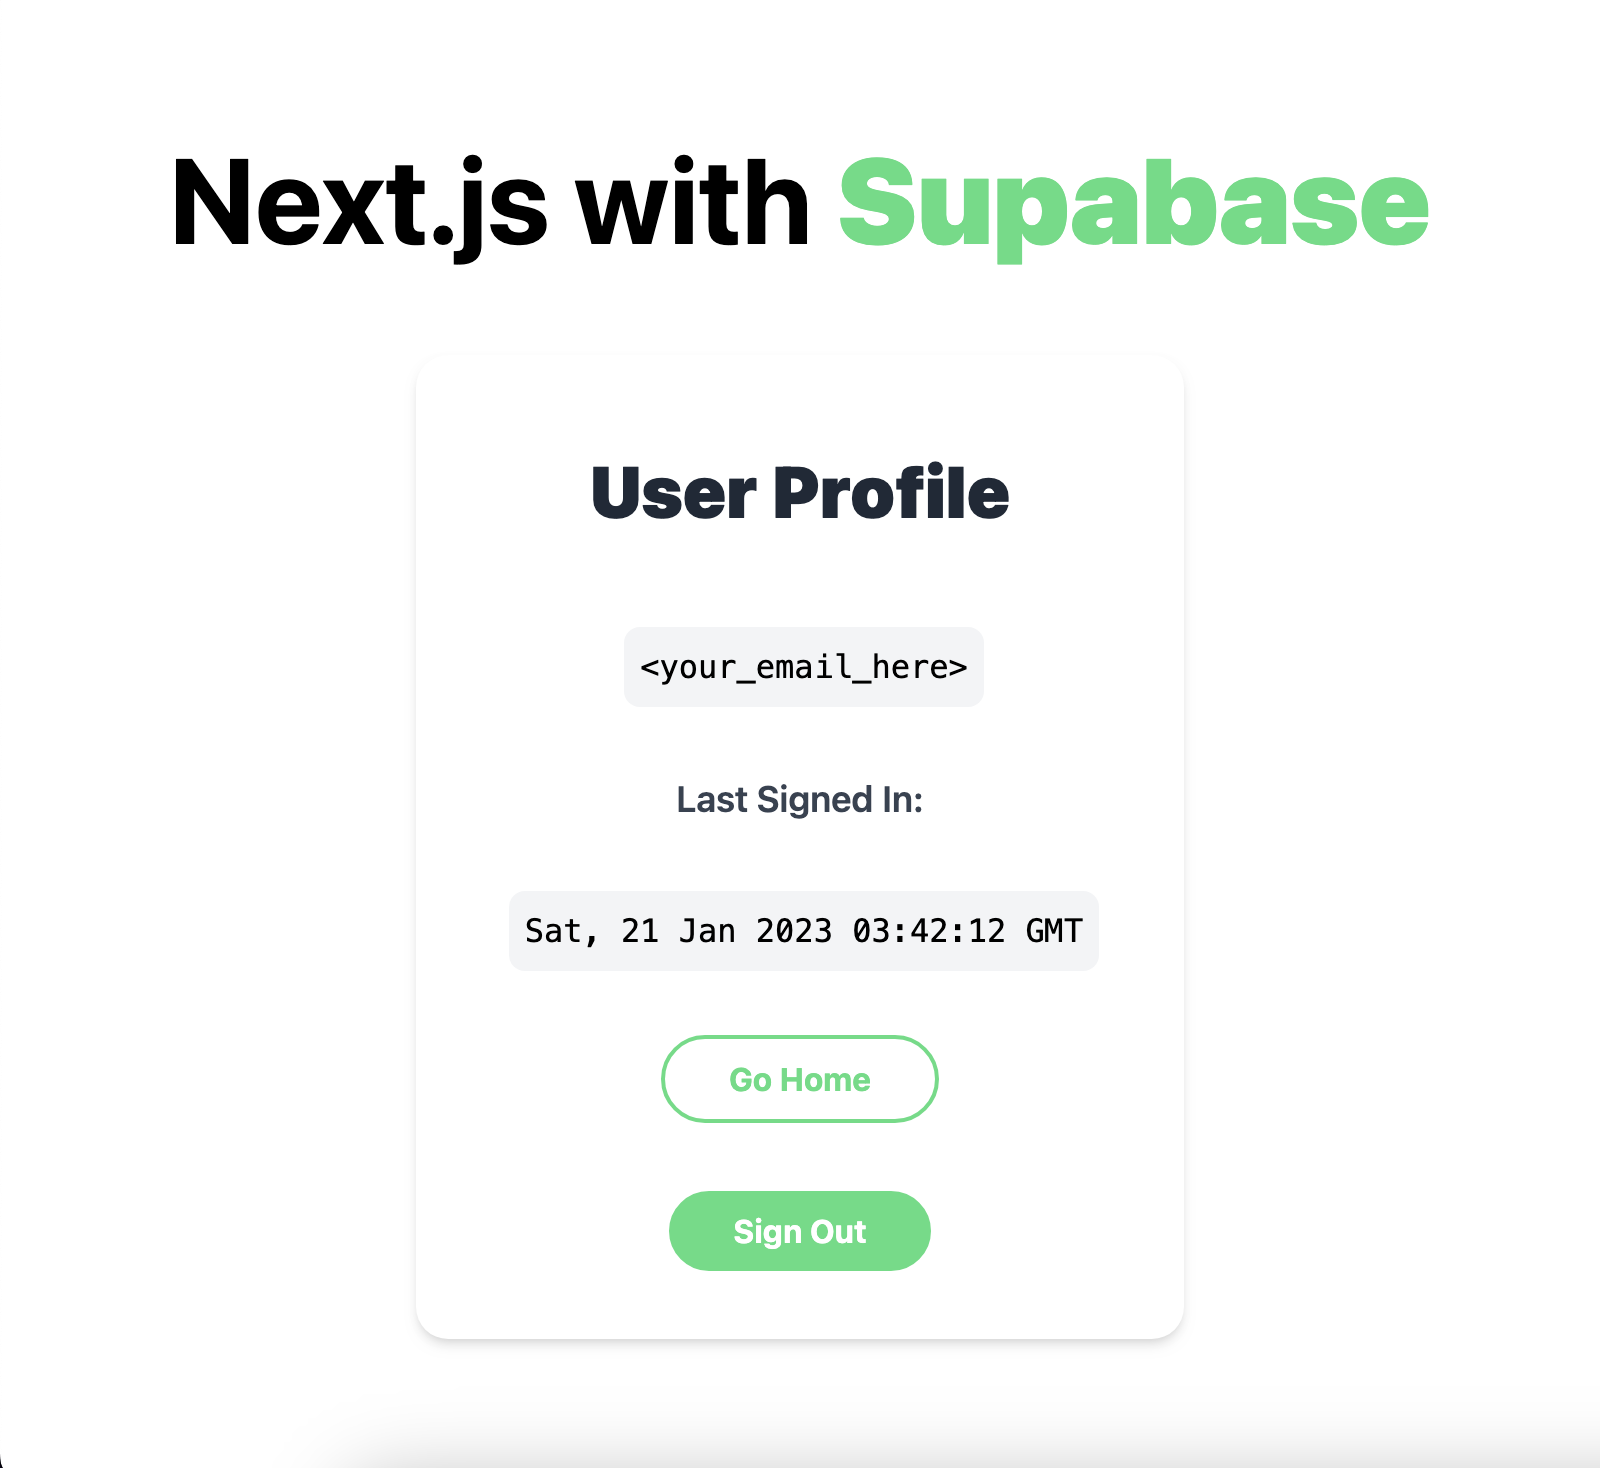 Next.js with Supabase
User Profile
<your_email_here>
Last Signed In:
Sat, 21 Jan 2023 03:42:12 GMT
Go Home
Sign Out